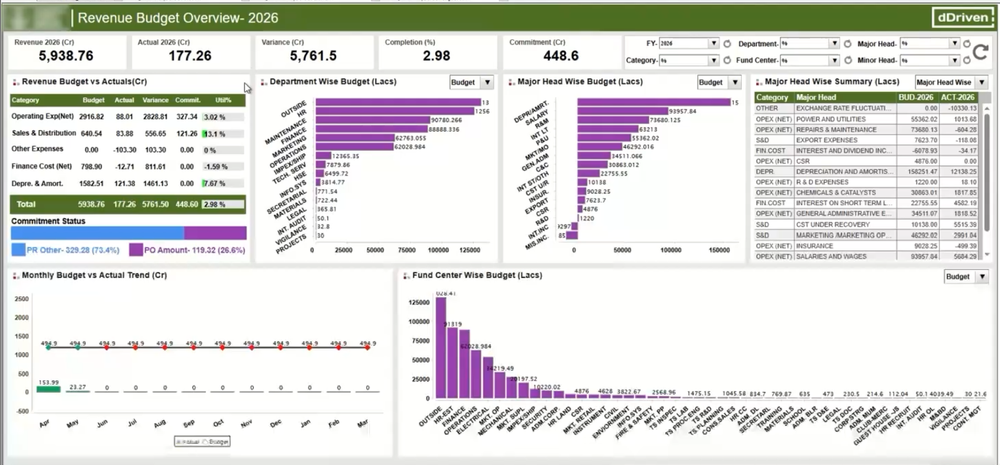 Revenue Budget Overview- 2026
dDriven
Revenue 2026 (Cr)
5,938.76
Actual 2026 (Cr)
177.26
Variance (Cr)
5,761.5
Completion (%)
2.98
Commitment (Cr)
448.6
FY- 2026 Department- % Major Head- %
Category- % Fund Center- % Minor Head- %
Revenue Budget vs Actuals(Cr)
Category Budget Actual Variance Commit. Util%
Operating Exp(Net) 2916.82 88.01 2828.81 327.34 3.02 %
Sales & Distribution 640.54 83.88 556.65 121.26 13.1 %
Other Expenses 0.00 -103.30 103.30 0.00 0 %
Finance Cost (Net) 798.90 -12.71 811.61 0.00 -1.59 %
Depre. & Amort. 1582.51 121.38 1461.13 0.00 7.67 %
Total 5938.76 177.26 5761.50 448.60 2.98 %
Commitment Status
PR Other- 329.28 (73.4%) PO Amount- 119.32 (26.6%)
Department Wise Budget (Lacs) Budget
OUTSIDE 13
HR 1256
MAINTENANCE 90780.266
FINANCE 88888.336
MARKETING 62763.055
OPERATIONS 62028.984
IMPEX/SHIP 12365.35
TECH. SERV 7879.86
HSE 6499.72
INFO.SYS 3814.77
SECRETARIAL 771.54
MATERIALS 722.44
LEGAL 365.81
INT. AUDIT 50.1
VIGILANCE 32.8
PROJECTS 30
0 25000 50000 75000 100000 125000
Major Head Wise Budget (Lacs) Budget
DEPR/AMRT. 15
SALARY 93957.84
R&M 73680.125
INT LT 63213
P&U 55362.02
MKT/MO 46292.016
GEN.ADM 34511.066
C&C 30863.012
INT ST/OTH 22755.55
CST U/R 10138
INSUR. 9028.25
EXPORT 7623.7
CSR 4876
R&D 1220
INT.INC 9297
MIS.INC. 85
0 50000 100000 150000
Major Head Wise Summary (Lacs) Major Head Wise
Category Major Head BUD-2026 ACT-2026
OTHER EXCHANGE RATE FLUCTUATI... 0.00 -10330.13
OPEX (NET) POWER AND UTILITIES 55362.02 1013.68
OPEX (NET) REPAIRS & MAINTENANCE 73680.13 -604.28
S&D EXPORT EXPENSES 7623.70 -118.08
FIN.COST INTEREST AND DIVIDEND INC... -6078.93 -34.17
OPEX (NET) CSR 4876.00 0.00
DEPR. DEPRECIATION AND AMORTIS... 158251.47 12138.25
OPEX (NET) R & D EXPENSES 1220.00 18.10
OPEX (NET) CHEMICALS & CATALYSTS 30863.01 1817.85
FIN.COST INTEREST ON SHORT TERM L... 22755.55 4582.19
OPEX (NET) GENERAL ADMINISTRATIVE E... 34511.07 1818.52
S&D CST UNDER RECOVERY 10138.00 5515.39
S&D MARKETING /MARKETING OP... 46292.02 2991.04
OPEX (NET) INSURANCE 9028.25 -499.39
OPEX (NET) SALARIES AND WAGES 93957.84 5684.29
Monthly Budget vs Actual Trend (Cr)
2500
2000
1500
1000
500
0
-500
494.9 494.9 494.9 494.9 494.9 494.9 494.9 494.9 494.9 494.9 494.9 494.9
153.99 23.27 0 0 0 0 0 0 0 0 0 0
Apr May Jun Jul Aug Sep Oct Nov Dec Jan Feb Mar
Actual Budget
Fund Center Wise Budget (Lacs) Budget
125000
100000
75000
50000
25000
0
028.41 91319 62028.984 34219.49 20197.52 10220.02 4876 4628 3822.67 2568.96 1475.15 1045.58 834.7 769.87 635 473 230.5 214.6 112.04 50.1 4039.49 30 21.6
OUTSIDE HR-EST FINANCE OPERATIONS ELECTRICAL MKT. OP MECHANICAL MKT. SUPL IMPEX/SHIP SECURITY ADM.CORP. HR LAND CSR MKT. RETAIL INSTRUMENT CIVIL ENVIORNMENT INFO.SYS FIRE & SAFETY MKT. PP TS INSPEC TS LAB TS PROC.ENG TS R&D TS PLANNING CONS.SALES HR CC ADM. DL SECRETARL TRAINING MATERIALS SCHOOL ADM. BLR TS D&E LEGAL TS DOC CORP.STRG ADM. MUM CLUB-MERC GUEST HOUSE -JS HR RECRUIT INT. AUDIT HR OL M&BD VIGILANCE PROJECTS CONT. MGT